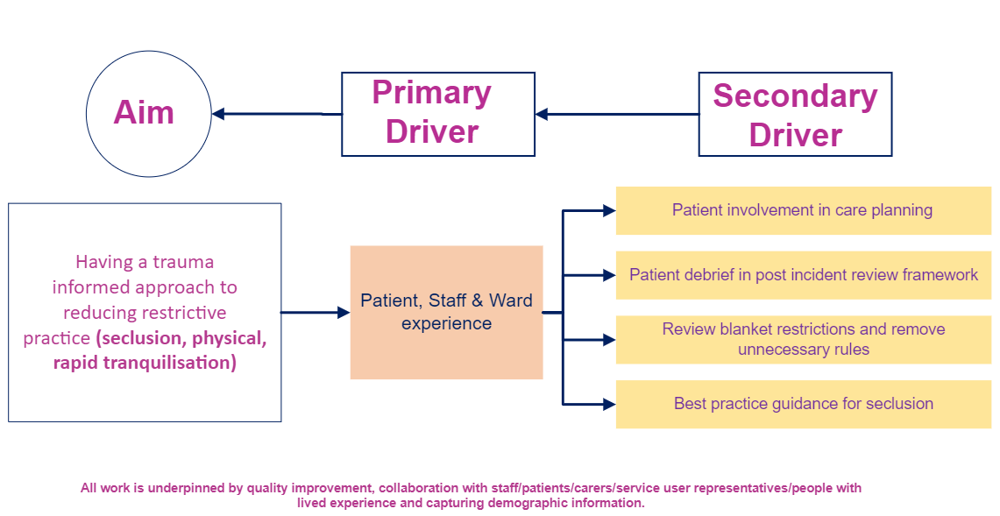 Aim
Primary
Driver
Secondary
Driver
Having a trauma
informed approach to
reducing restrictive
practice (seclusion, physical,
rapid tranquilisation)
Patient, Staff & Ward
experience
Patient involvement in care planning
Patient debrief in post incident review framework
Review blanket restrictions and remove
unnecessary rules
Best practice guidance for seclusion
All work is underpinned by quality improvement, collaboration with staff/patients/carers/service user representatives/people with
lived experience and capturing demographic information.